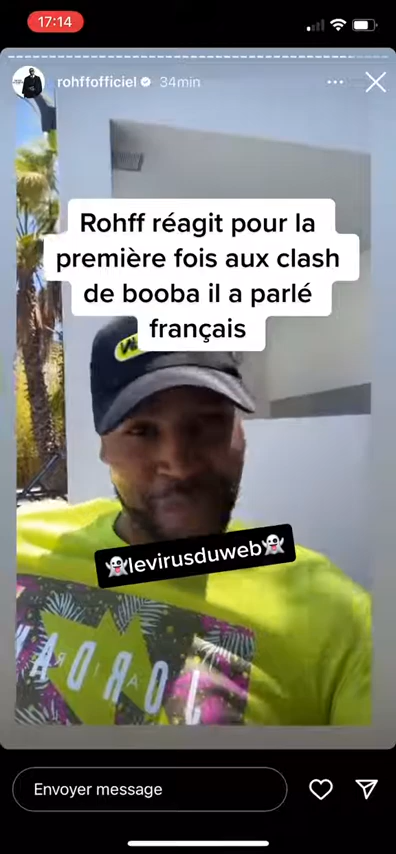 17:14
rohffofficiel 34min
Rohff réagit pour la
première fois aux clash
de booba il a parlé
français
👻levirusduweb👻
JORDAN
AIR
Envoyer message